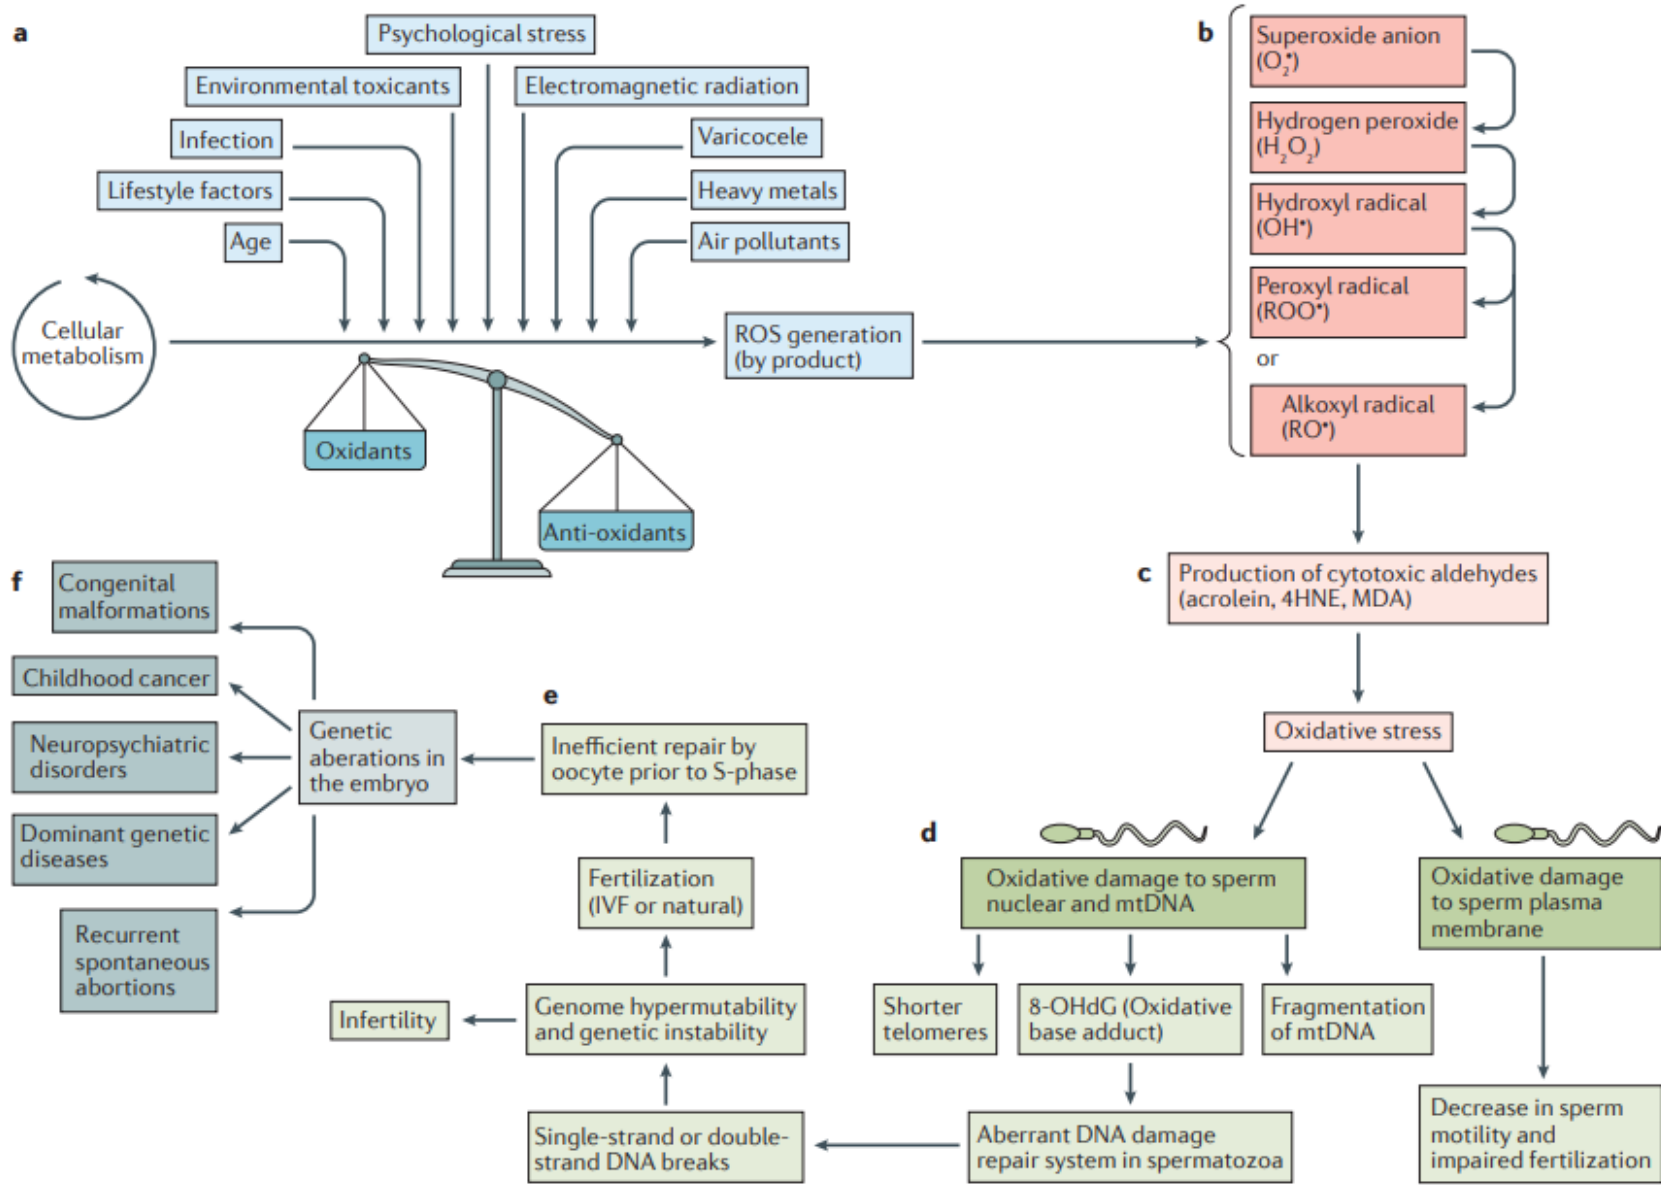 a
Psychological stress
Environmental toxicants
Electromagnetic radiation
Infection
Varicocele
Lifestyle factors
Heavy metals
Age
Air pollutants
Cellular
metabolism
ROS generation
(by product)
Oxidants
Anti-oxidants
b
Superoxide anion
(O₂•)
Hydrogen peroxide
(H₂O₂)
Hydroxyl radical
(OH•)
Peroxyl radical
(ROO•)
or
Alkoxyl radical
(RO•)
c
Production of cytotoxic aldehydes
(acrolein, 4HNE, MDA)
Oxidative stress
d
Oxidative damage to sperm
nuclear and mtDNA
Oxidative damage
to sperm plasma
membrane
Shorter
telomeres
8-OHdG (Oxidative
base adduct)
Fragmentation
of mtDNA
Decrease in sperm
motility and
impaired fertilization
Aberrant DNA damage
repair system in spermatozoa
Single-strand or double-
strand DNA breaks
Genome hypermutability
and genetic instability
Infertility
Fertilization
(IVF or natural)
e
Inefficient repair by
oocyte prior to S-phase
Genetic
aberations in
the embryo
f
Congenital
malformations
Childhood cancer
Neuropsychiatric
disorders
Dominant genetic
diseases
Recurrent
spontaneous
abortions